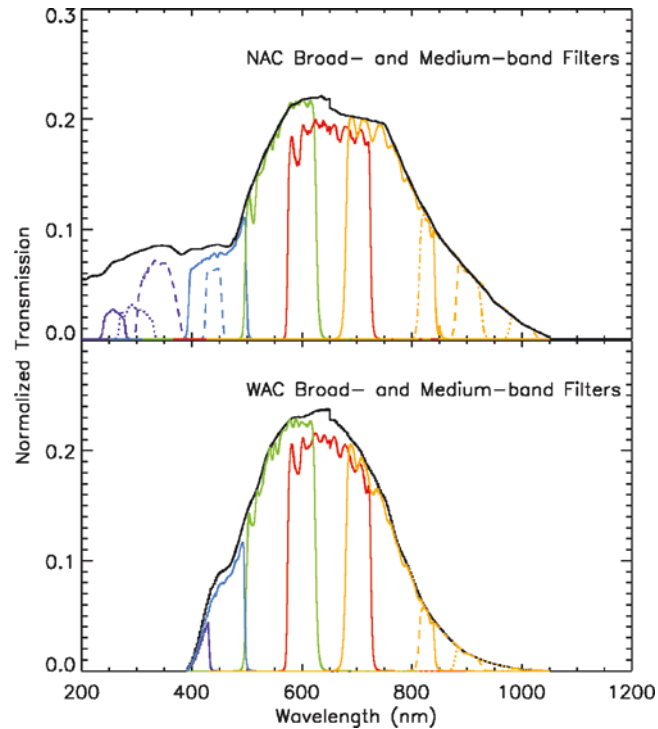 0.3
NAC Broad- and Medium-band Filters
0.2
0.1
0.0
Normalized Transmission
WAC Broad- and Medium-band Filters
0.2
0.1
0.0
200 400 600 800 1000 1200
Wavelength (nm)